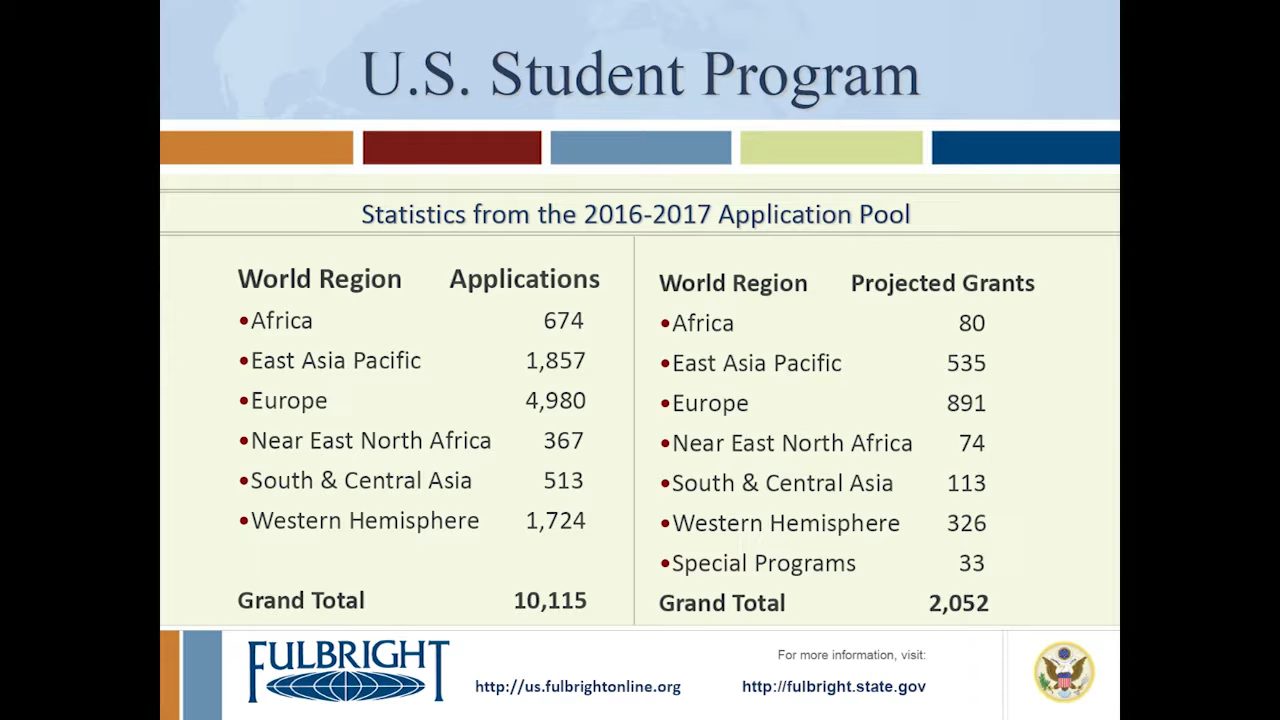 U.S. Student Program
Statistics from the 2016-2017 Application Pool
World Region Applications
•Africa 674
•East Asia Pacific 1,857
•Europe 4,980
•Near East North Africa 367
•South & Central Asia 513
•Western Hemisphere 1,724
Grand Total 10,115
World Region Projected Grants
•Africa 80
•East Asia Pacific 535
•Europe 891
•Near East North Africa 74
•South & Central Asia 113
•Western Hemisphere 326
•Special Programs 33
Grand Total 2,052
FULBRIGHT
http://us.fulbrightonline.org
For more information, visit:
http://fulbright.state.gov